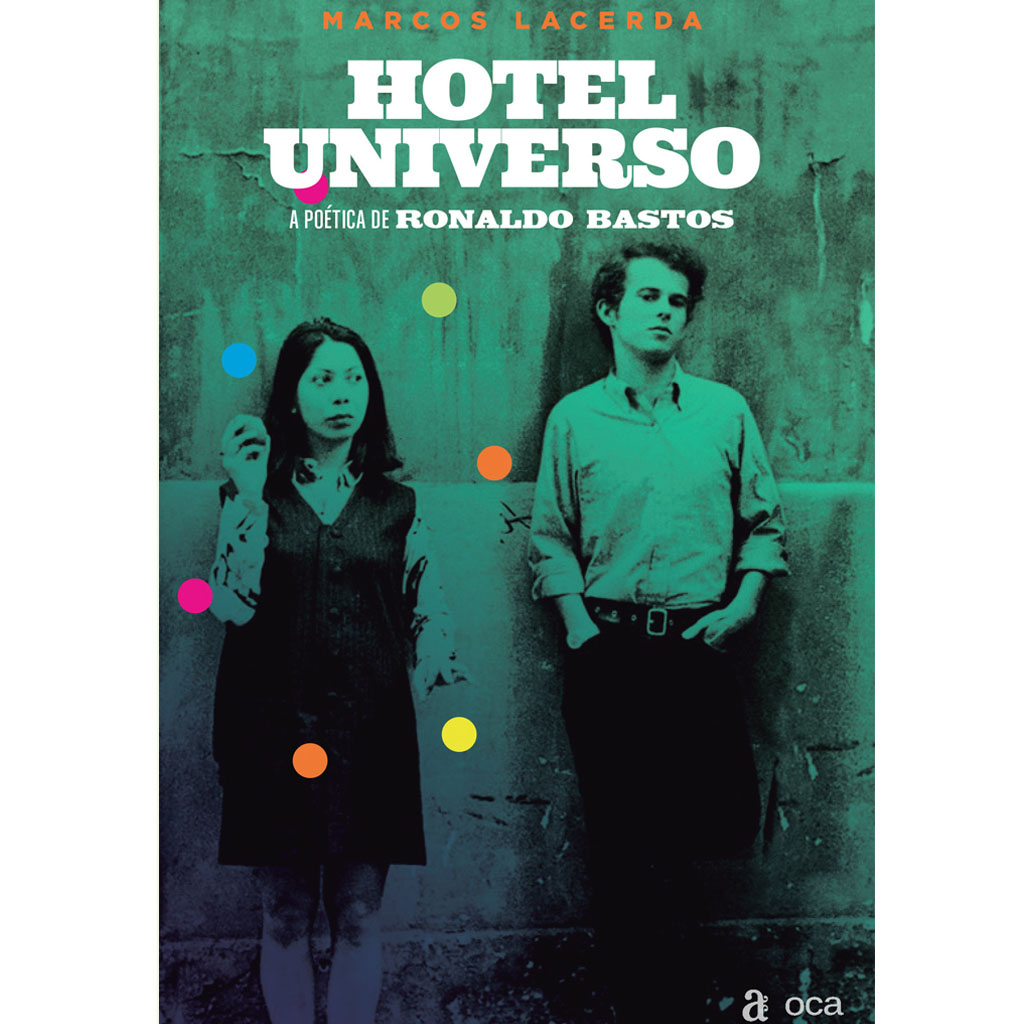 MARCOS LACERDA
HOTEL
UNIVERSO
A POÉTICA DE RONALDO BASTOS
a oca